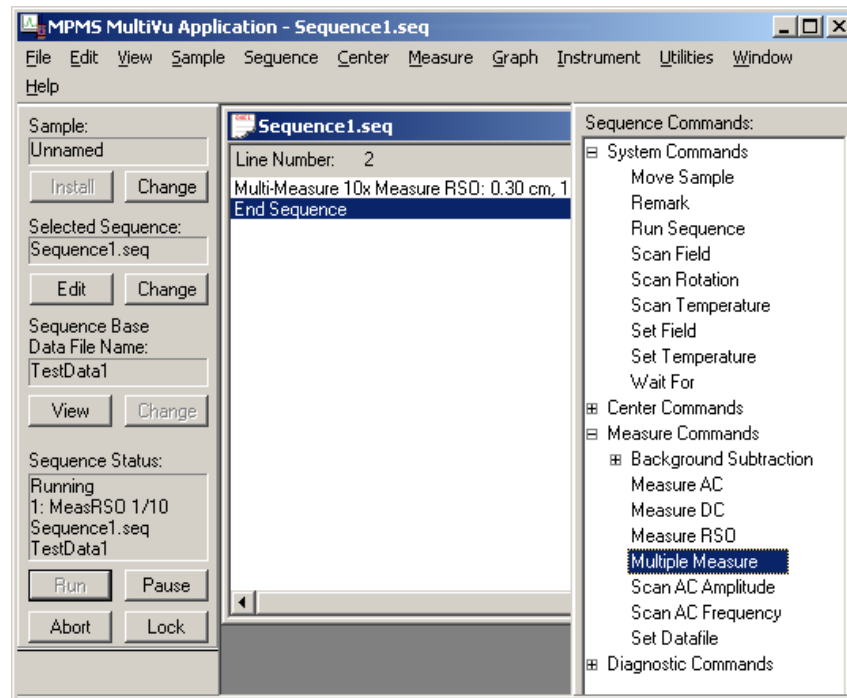 MPMS MultiVu Application - Sequence1.seq
File Edit View Sample Sequence Center Measure Graph Instrument Utilities Window
Help
Sample:
Unnamed
Install Change
Selected Sequence:
Sequence1.seq
Edit Change
Sequence Base
Data File Name:
TestData1
View Change
Sequence Status:
Running
1: MeasRSO 1/10
Sequence1.seq
TestData1
Run Pause
Abort Lock
Sequence1.seq
Line Number: 2
Multi-Measure 10x Measure RSO: 0.30 cm, 1
End Sequence
Sequence Commands:
System Commands
Move Sample
Remark
Run Sequence
Scan Field
Scan Rotation
Scan Temperature
Set Field
Set Temperature
Wait For
Center Commands
Measure Commands
Background Subtraction
Measure AC
Measure DC
Measure RSO
Multiple Measure
Scan AC Amplitude
Scan AC Frequency
Set Datafile
Diagnostic Commands